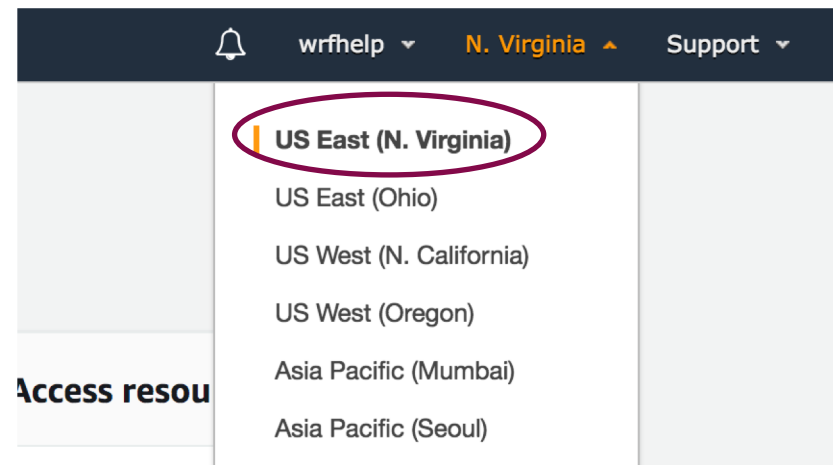 wrfhelp N. Virginia Support
US East (N. Virginia)
US East (Ohio)
US West (N. California)
US West (Oregon)
Asia Pacific (Mumbai)
Access resou
Asia Pacific (Seoul)